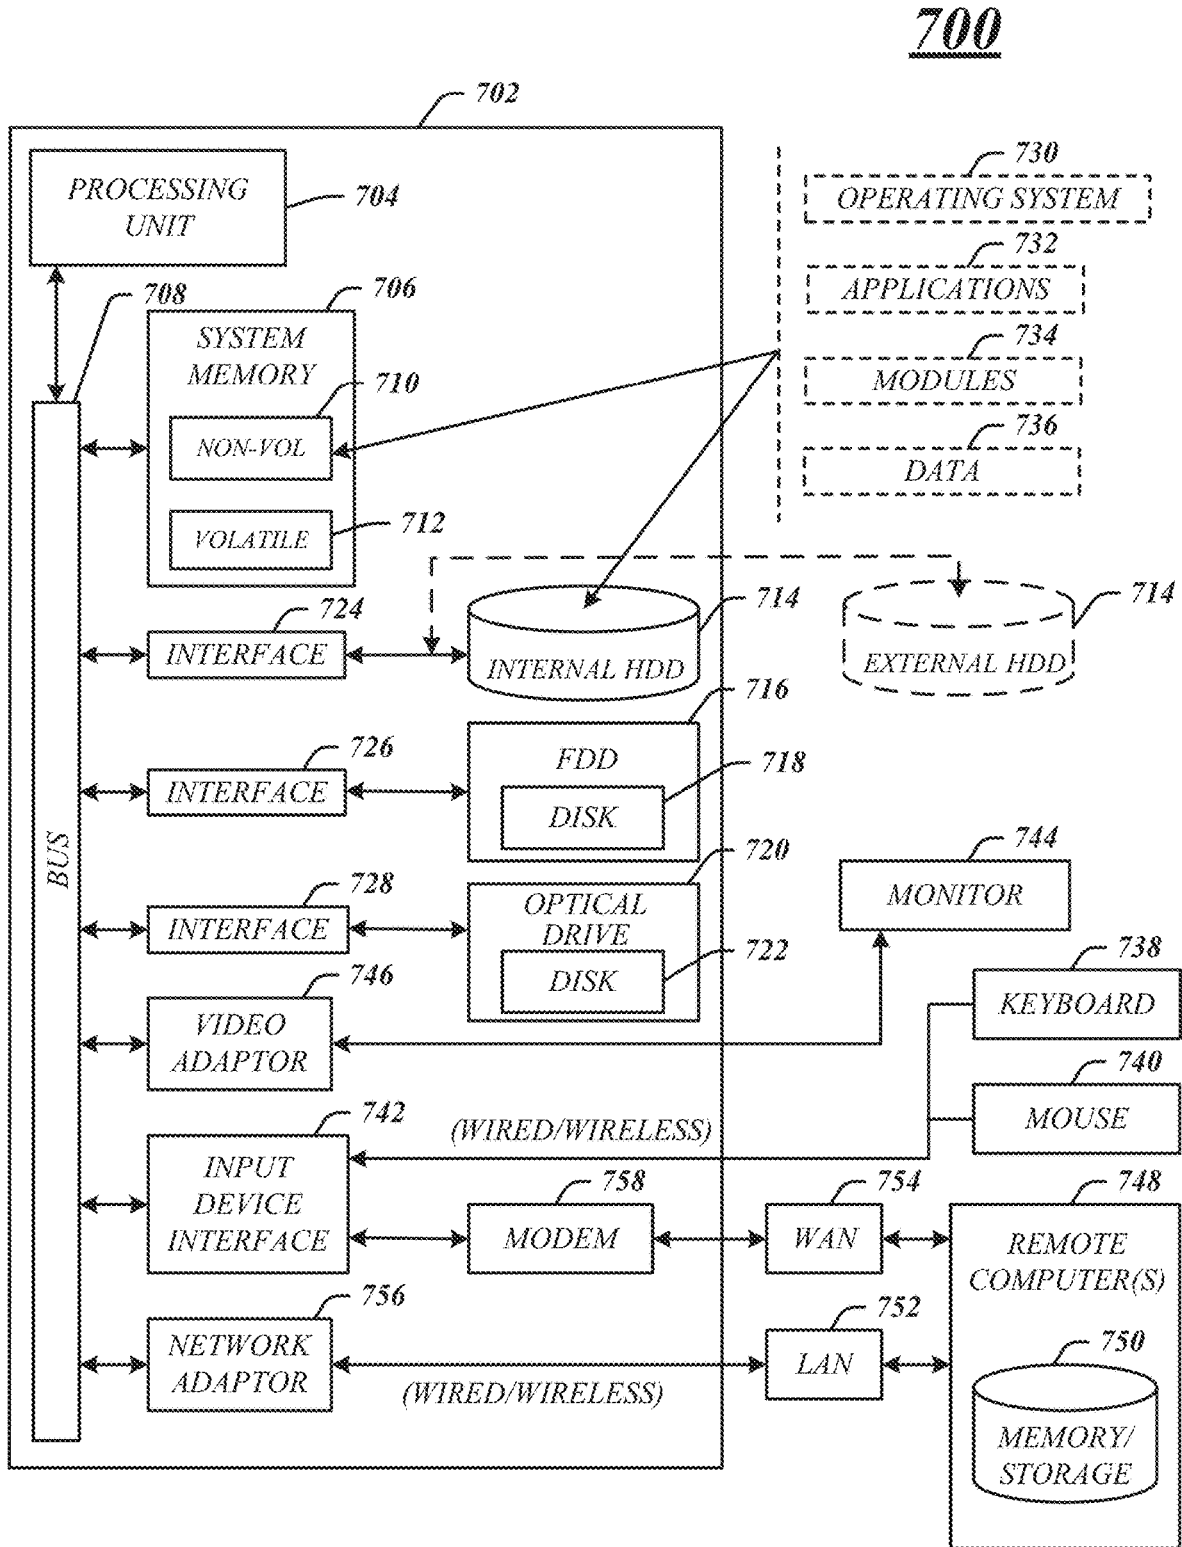 700
702
PROCESSING
UNIT
704
730
OPERATING SYSTEM
732
APPLICATIONS
734
MODULES
736
DATA
708
706
SYSTEM
MEMORY
710
NON-VOL
712
VOLATILE
724
INTERFACE
714
INTERNAL HDD
714
EXTERNAL HDD
716
FDD
718
DISK
726
INTERFACE
BUS
720
OPTICAL
DRIVE
722
DISK
728
INTERFACE
744
MONITOR
746
VIDEO
ADAPTOR
738
KEYBOARD
740
MOUSE
742
INPUT
DEVICE
INTERFACE
(WIRED/WIRELESS)
758
MODEM
754
WAN
748
REMOTE
COMPUTER(S)
756
NETWORK
ADAPTOR
(WIRED/WIRELESS)
752
LAN
750
MEMORY/
STORAGE